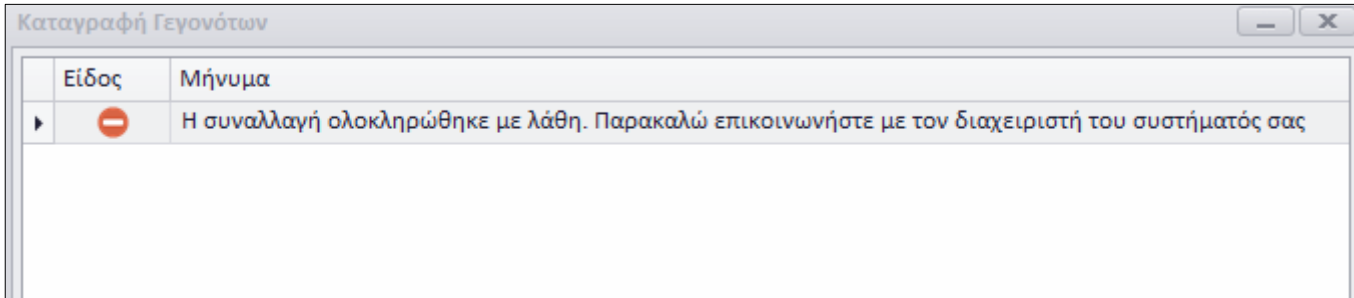 Καταγραφή Γεγονότων
Είδος Μήνυμα
Η συναλλαγή ολοκληρώθηκε με λάθη. Παρακαλώ επικοινωνήστε με τον διαχειριστή του συστήματός σας